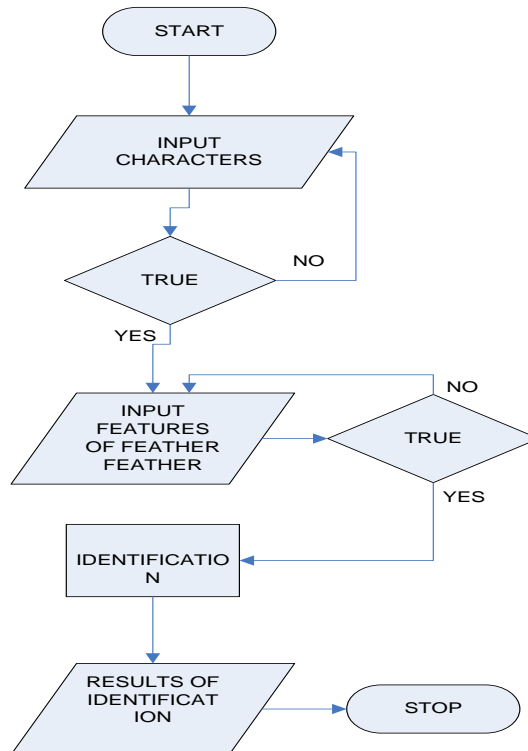 START
INPUT
CHARACTERS
TRUE
NO
YES
INPUT
FEATURES
OF FEATHER
FEATHER
NO
TRUE
YES
IDENTIFICATIO
N
RESULTS OF
IDENTIFICAT
ION
STOP